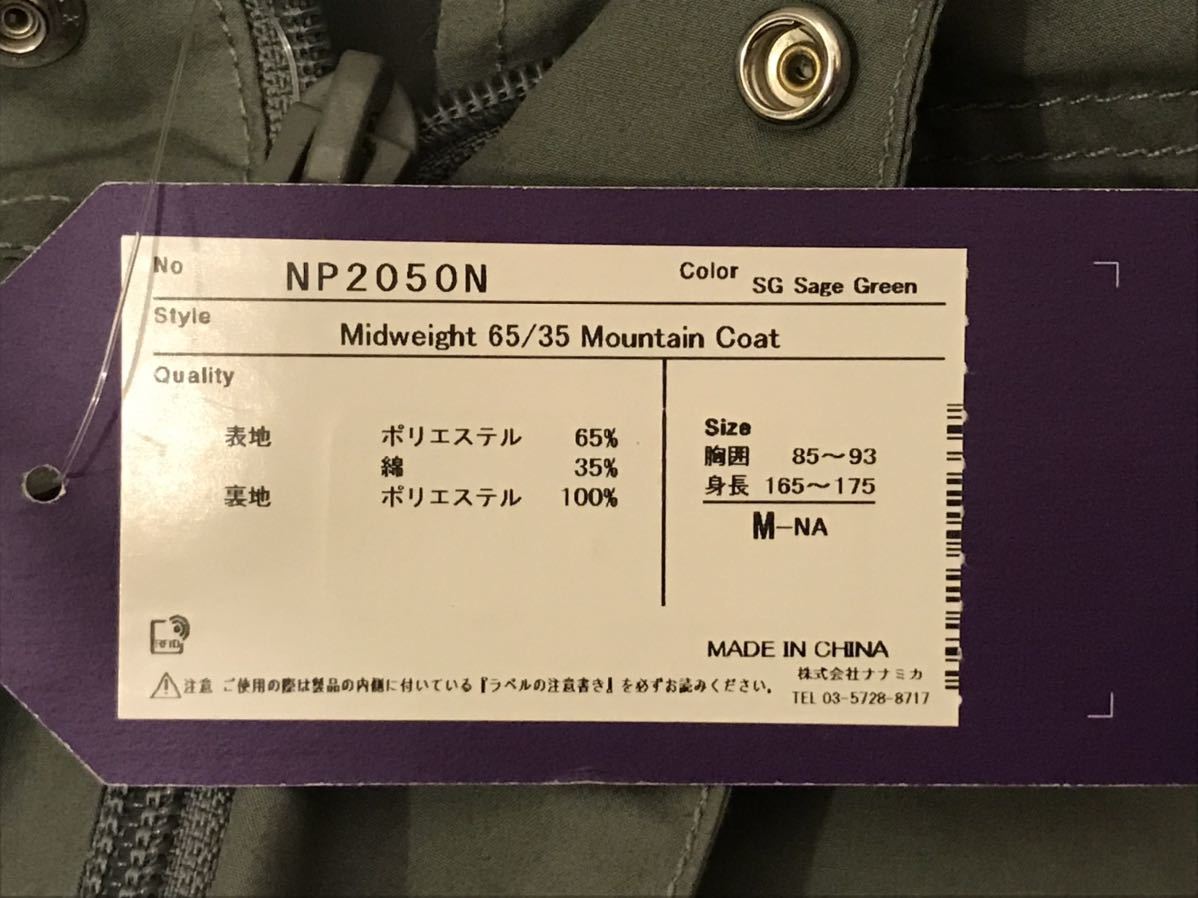 No NP2050N Color SG Sage Green
Style
Midweight 65/35 Mountain Coat
Quality
表地 ポリエステル 65%
綿 35%
裏地 ポリエステル 100%
Size
胸囲 85～93
身長 165～175
M-NA
RFID
MADE IN CHINA
株式会社ナナミカ
TEL 03-5728-8717
注意 ご使用の際は製品の内側に付いている『ラベルの注意書き』を必ずお読みください。